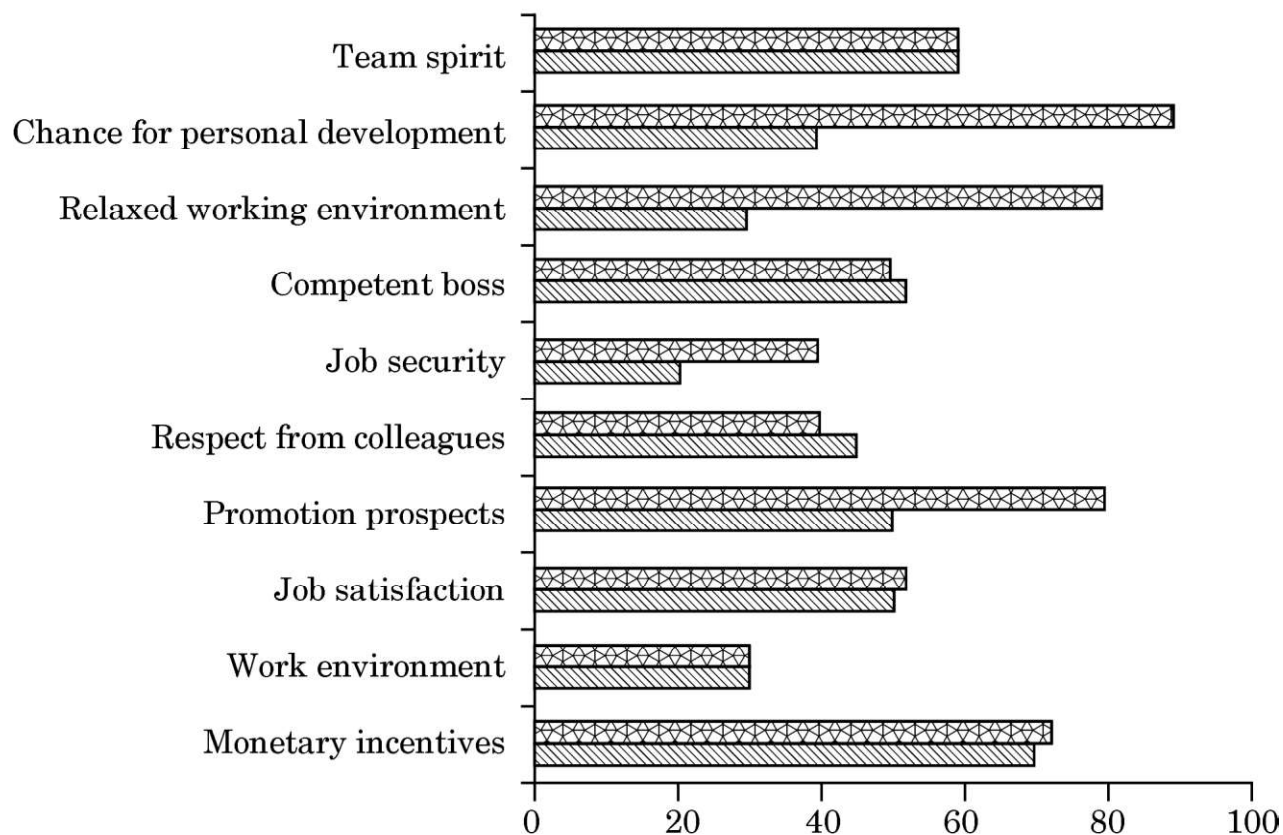 Team spirit
Chance for personal development
Relaxed working environment
Competent boss
Job security
Respect from colleagues
Promotion prospects
Job satisfaction
Work environment
Monetary incentives
0 20 40 60 80 100